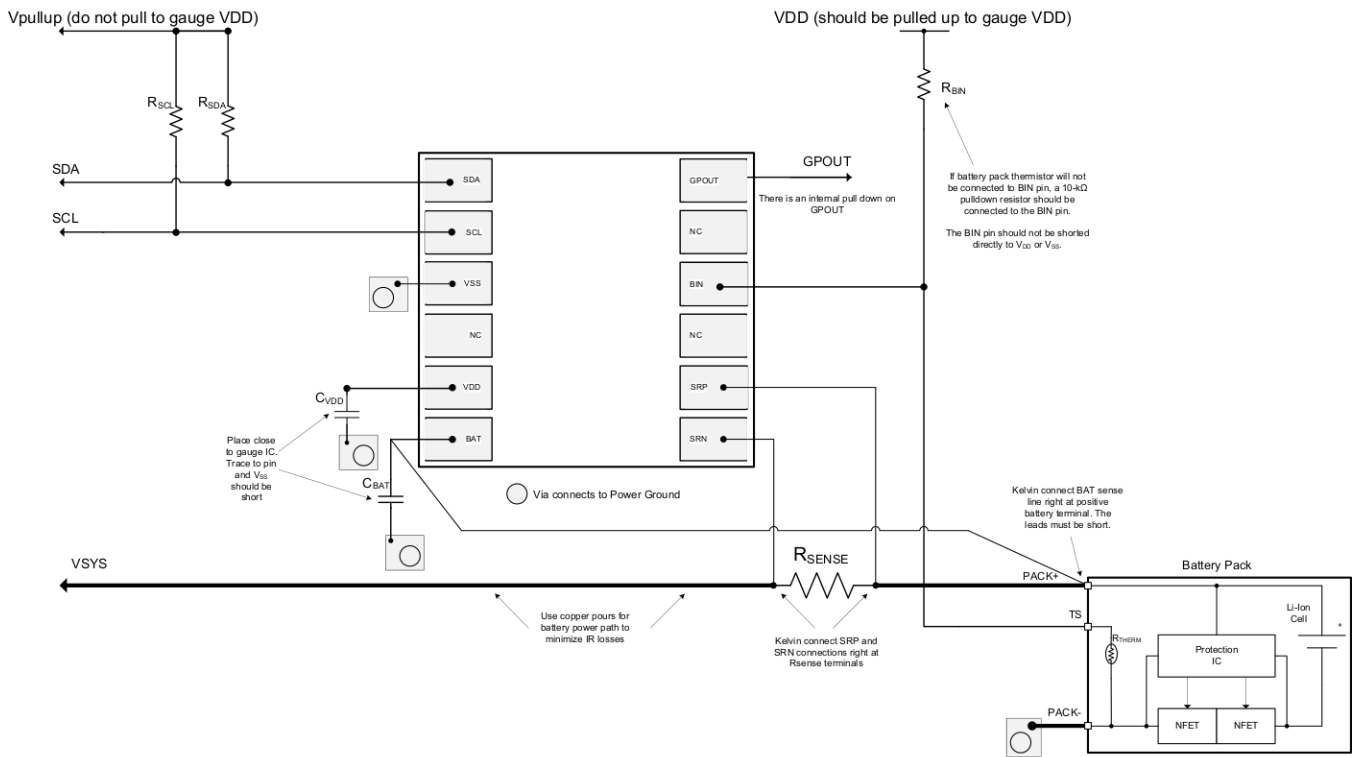 Vpullup (do not pull to gauge VDD)
VDD (should be pulled up to gauge VDD)
RSCL
RSDA
RBIN
SDA
SCL
SDA
SCL
VSS
NC
VDD
BAT
GPOUT
NC
BIN
NC
SRP
SRN
GPOUT
There is an internal pull down on
GPOUT
If battery pack thermistor will not
be connected to BIN pin, a 10-kΩ
pulldown resistor should be
connected to the BIN pin.
The BIN pin should not be shorted
directly to VDD or VSS.
CVDD
Place close
to gauge IC.
Trace to pin
and VSS
should be
short
CBAT
Via connects to Power Ground
Kelvin connect BAT sense
line right at positive
battery terminal. The
leads must be short.
VSYS
RSENSE
PACK+
Battery Pack
Use copper pours for
battery power path to
minimize IR losses
Kelvin connect SRP and
SRN connections right at
Rsense terminals
TS
RTHERM
Protection
IC
Li-Ion
Cell
+
NFET
NFET
PACK-